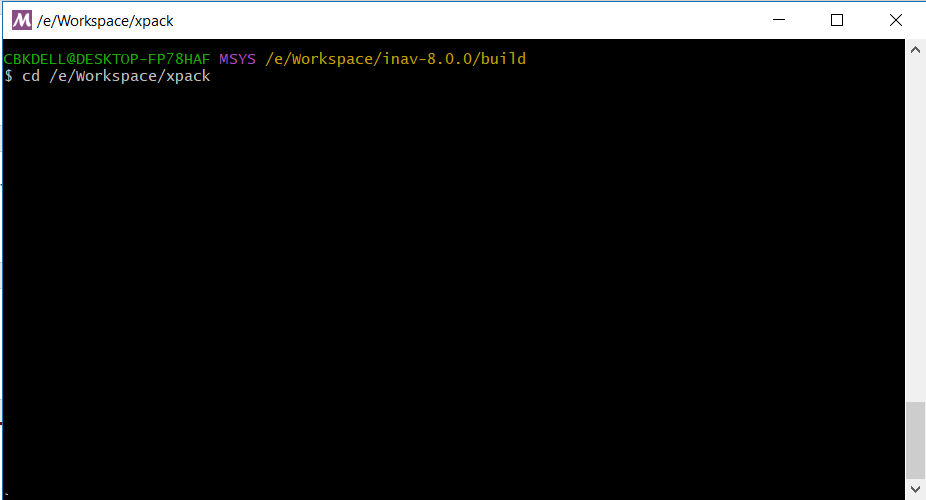 /e/Workspace/xpack
CBKDELL@DESKTOP-FP78HAF MSYS /e/Workspace/inav-8.0.0/build
$ cd /e/Workspace/xpack